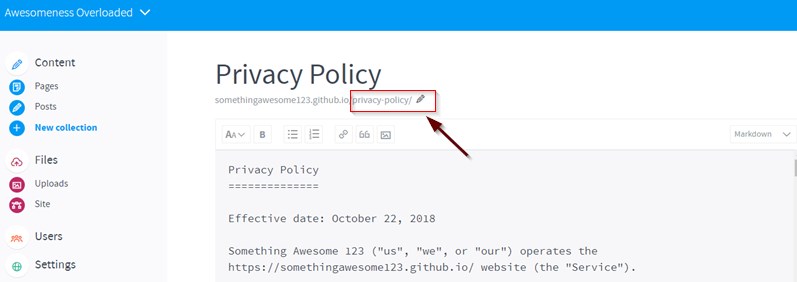 Awesomeness Overloaded
Content
Pages
Posts
New collection
Files
Uploads
Site
Users
Settings
Privacy Policy
somethingawesome123.github.io/privacy-policy/
AA B
Markdown
Privacy Policy
==============
Effective date: October 22, 2018
Something Awesome 123 ("us", "we", or "our") operates the
https://somethingawesome123.github.io/ website (the "Service").